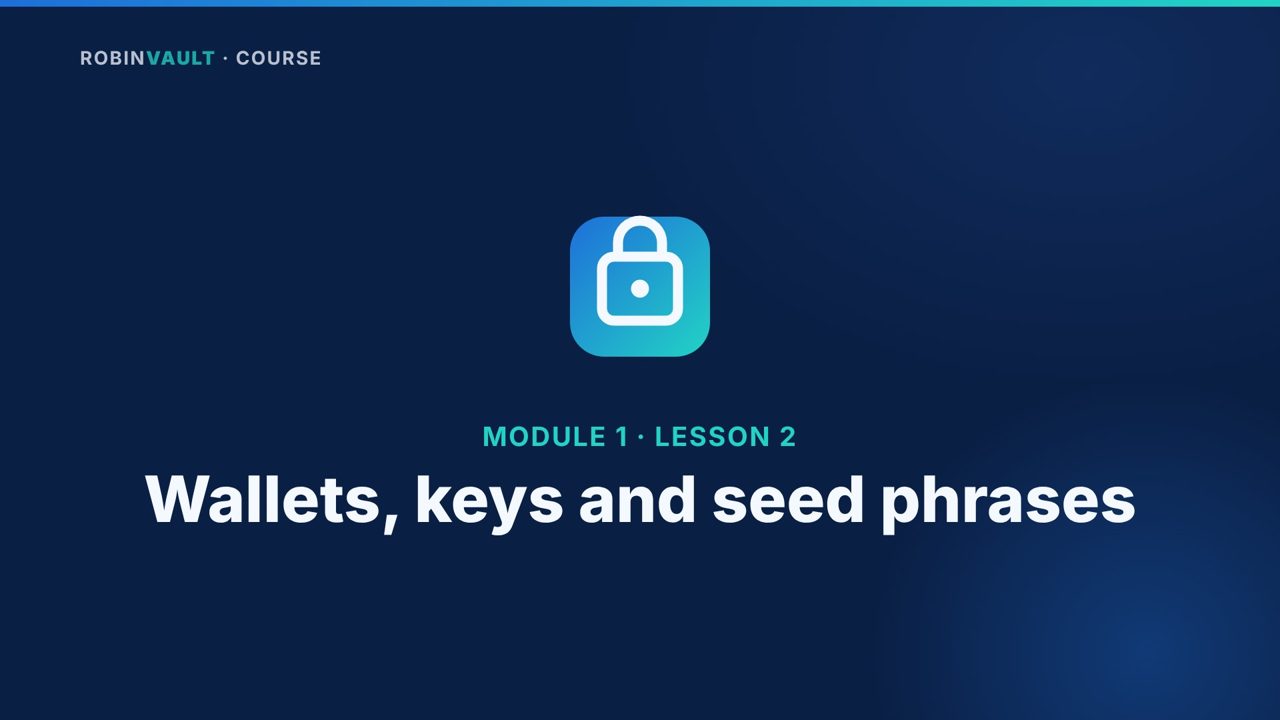 ROBINVAULT · COURSE
MODULE 1 · LESSON 2
Wallets, keys and seed phrases